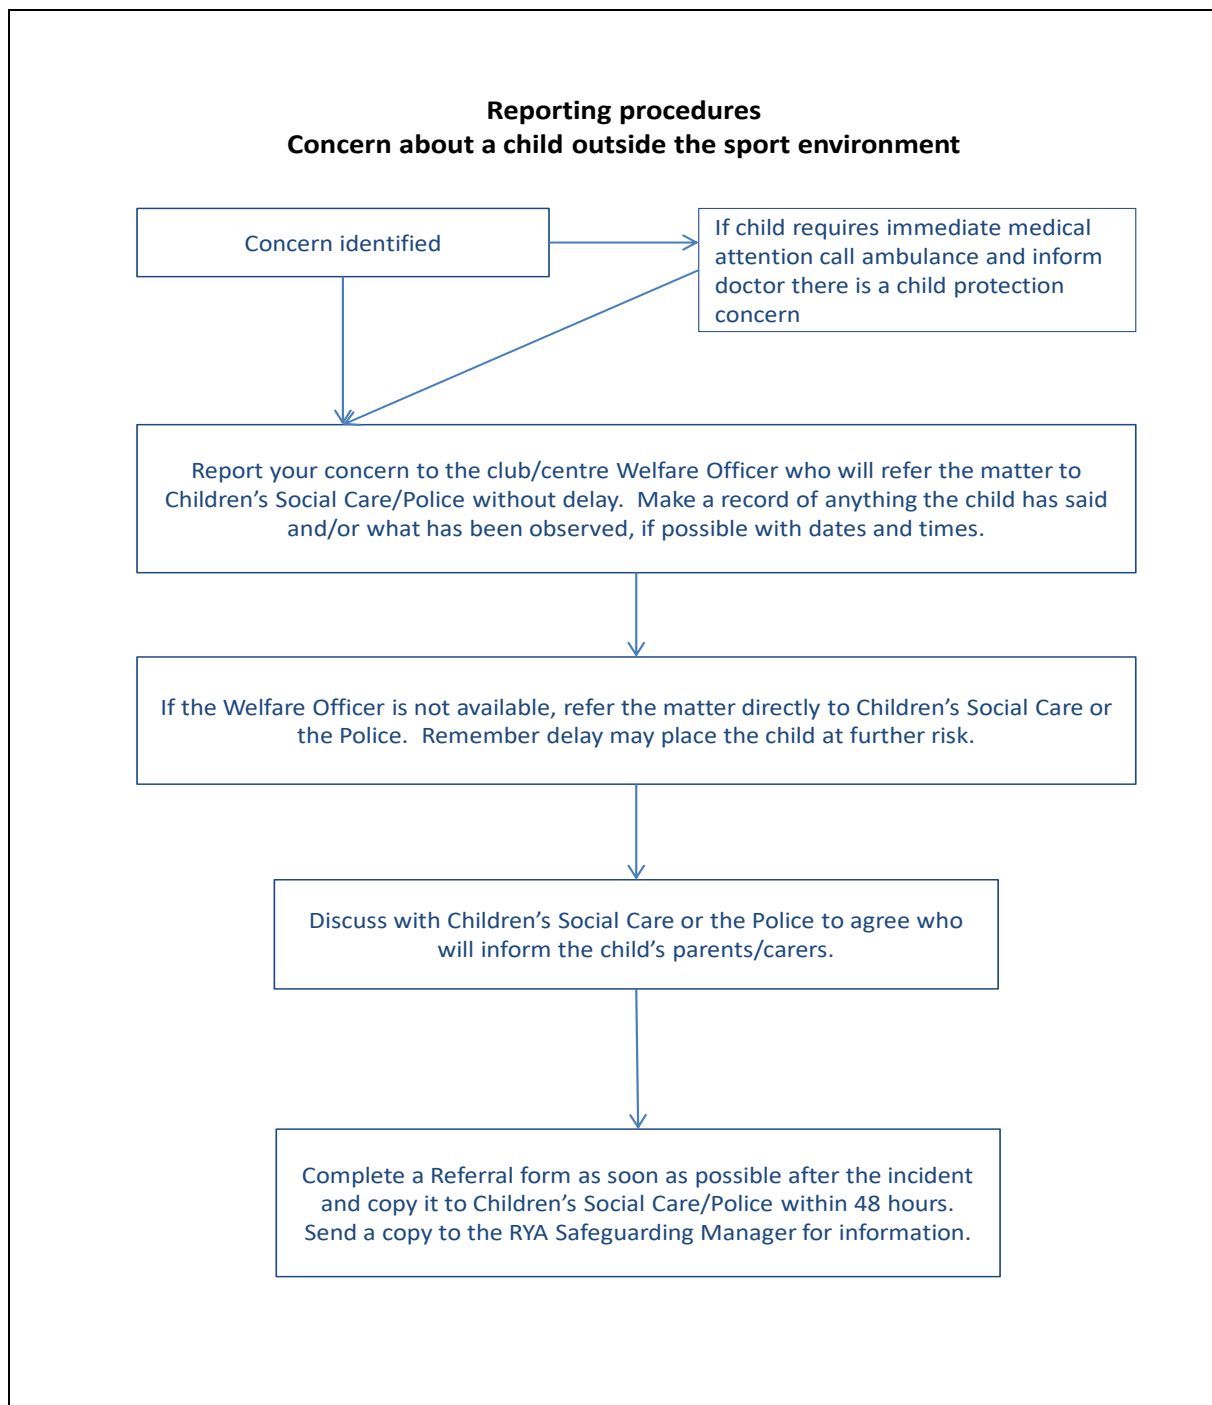 Reporting procedures
Concern about a child outside the sport environment
Concern identified
If child requires immediate medical
attention call ambulance and inform
doctor there is a child protection
concern
Report your concern to the club/centre Welfare Officer who will refer the matter to
Children’s Social Care/Police without delay.  Make a record of anything the child has said
and/or what has been observed, if possible with dates and times.
If the Welfare Officer is not available, refer the matter directly to Children’s Social Care or
the Police.  Remember delay may place the child at further risk.
Discuss with Children’s Social Care or the Police to agree who
will inform the child’s parents/carers.
Complete a Referral form as soon as possible after the incident
and copy it to Children’s Social Care/Police within 48 hours.
Send a copy to the RYA Safeguarding Manager for information.